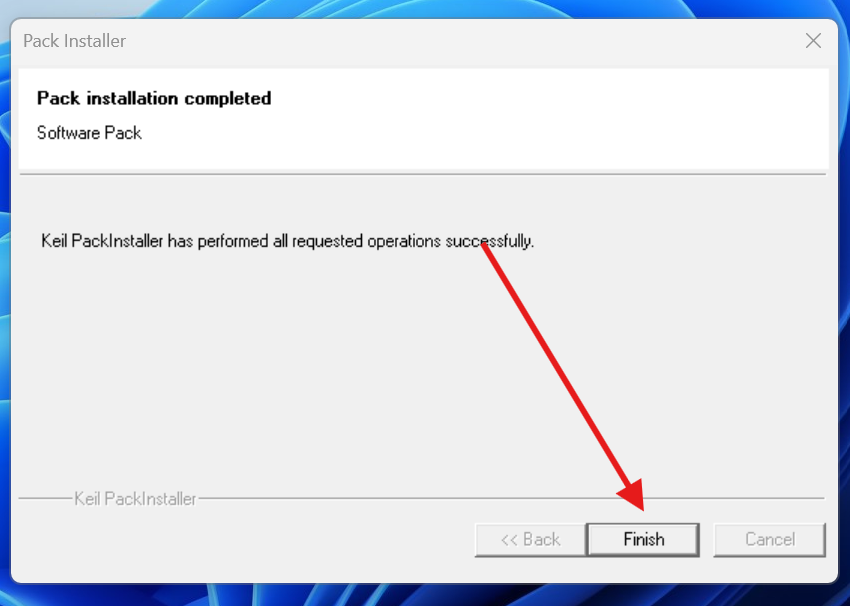 Pack Installer
Pack installation completed
Software Pack
Keil PackInstaller has performed all requested operations successfully.
Keil PackInstaller
<< Back
Finish
Cancel